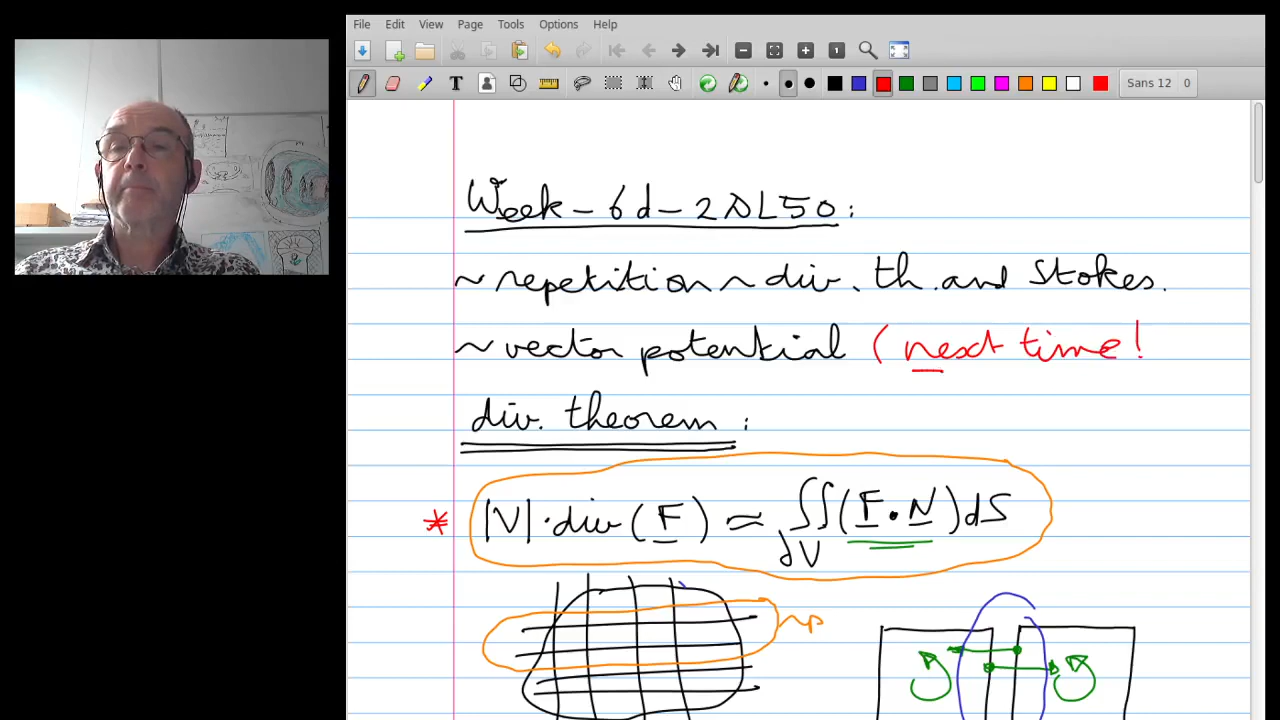 File Edit View Page Tools Options Help
Sans 12 0
Week - 6d - 2DL50 :
~ repetition ~ div. th. and Stokes.
~ vector potential ( next time!
div. theorem :
* |V| · div ( F ) ≈ ∬ ( F · N ) dS
∂V
~p